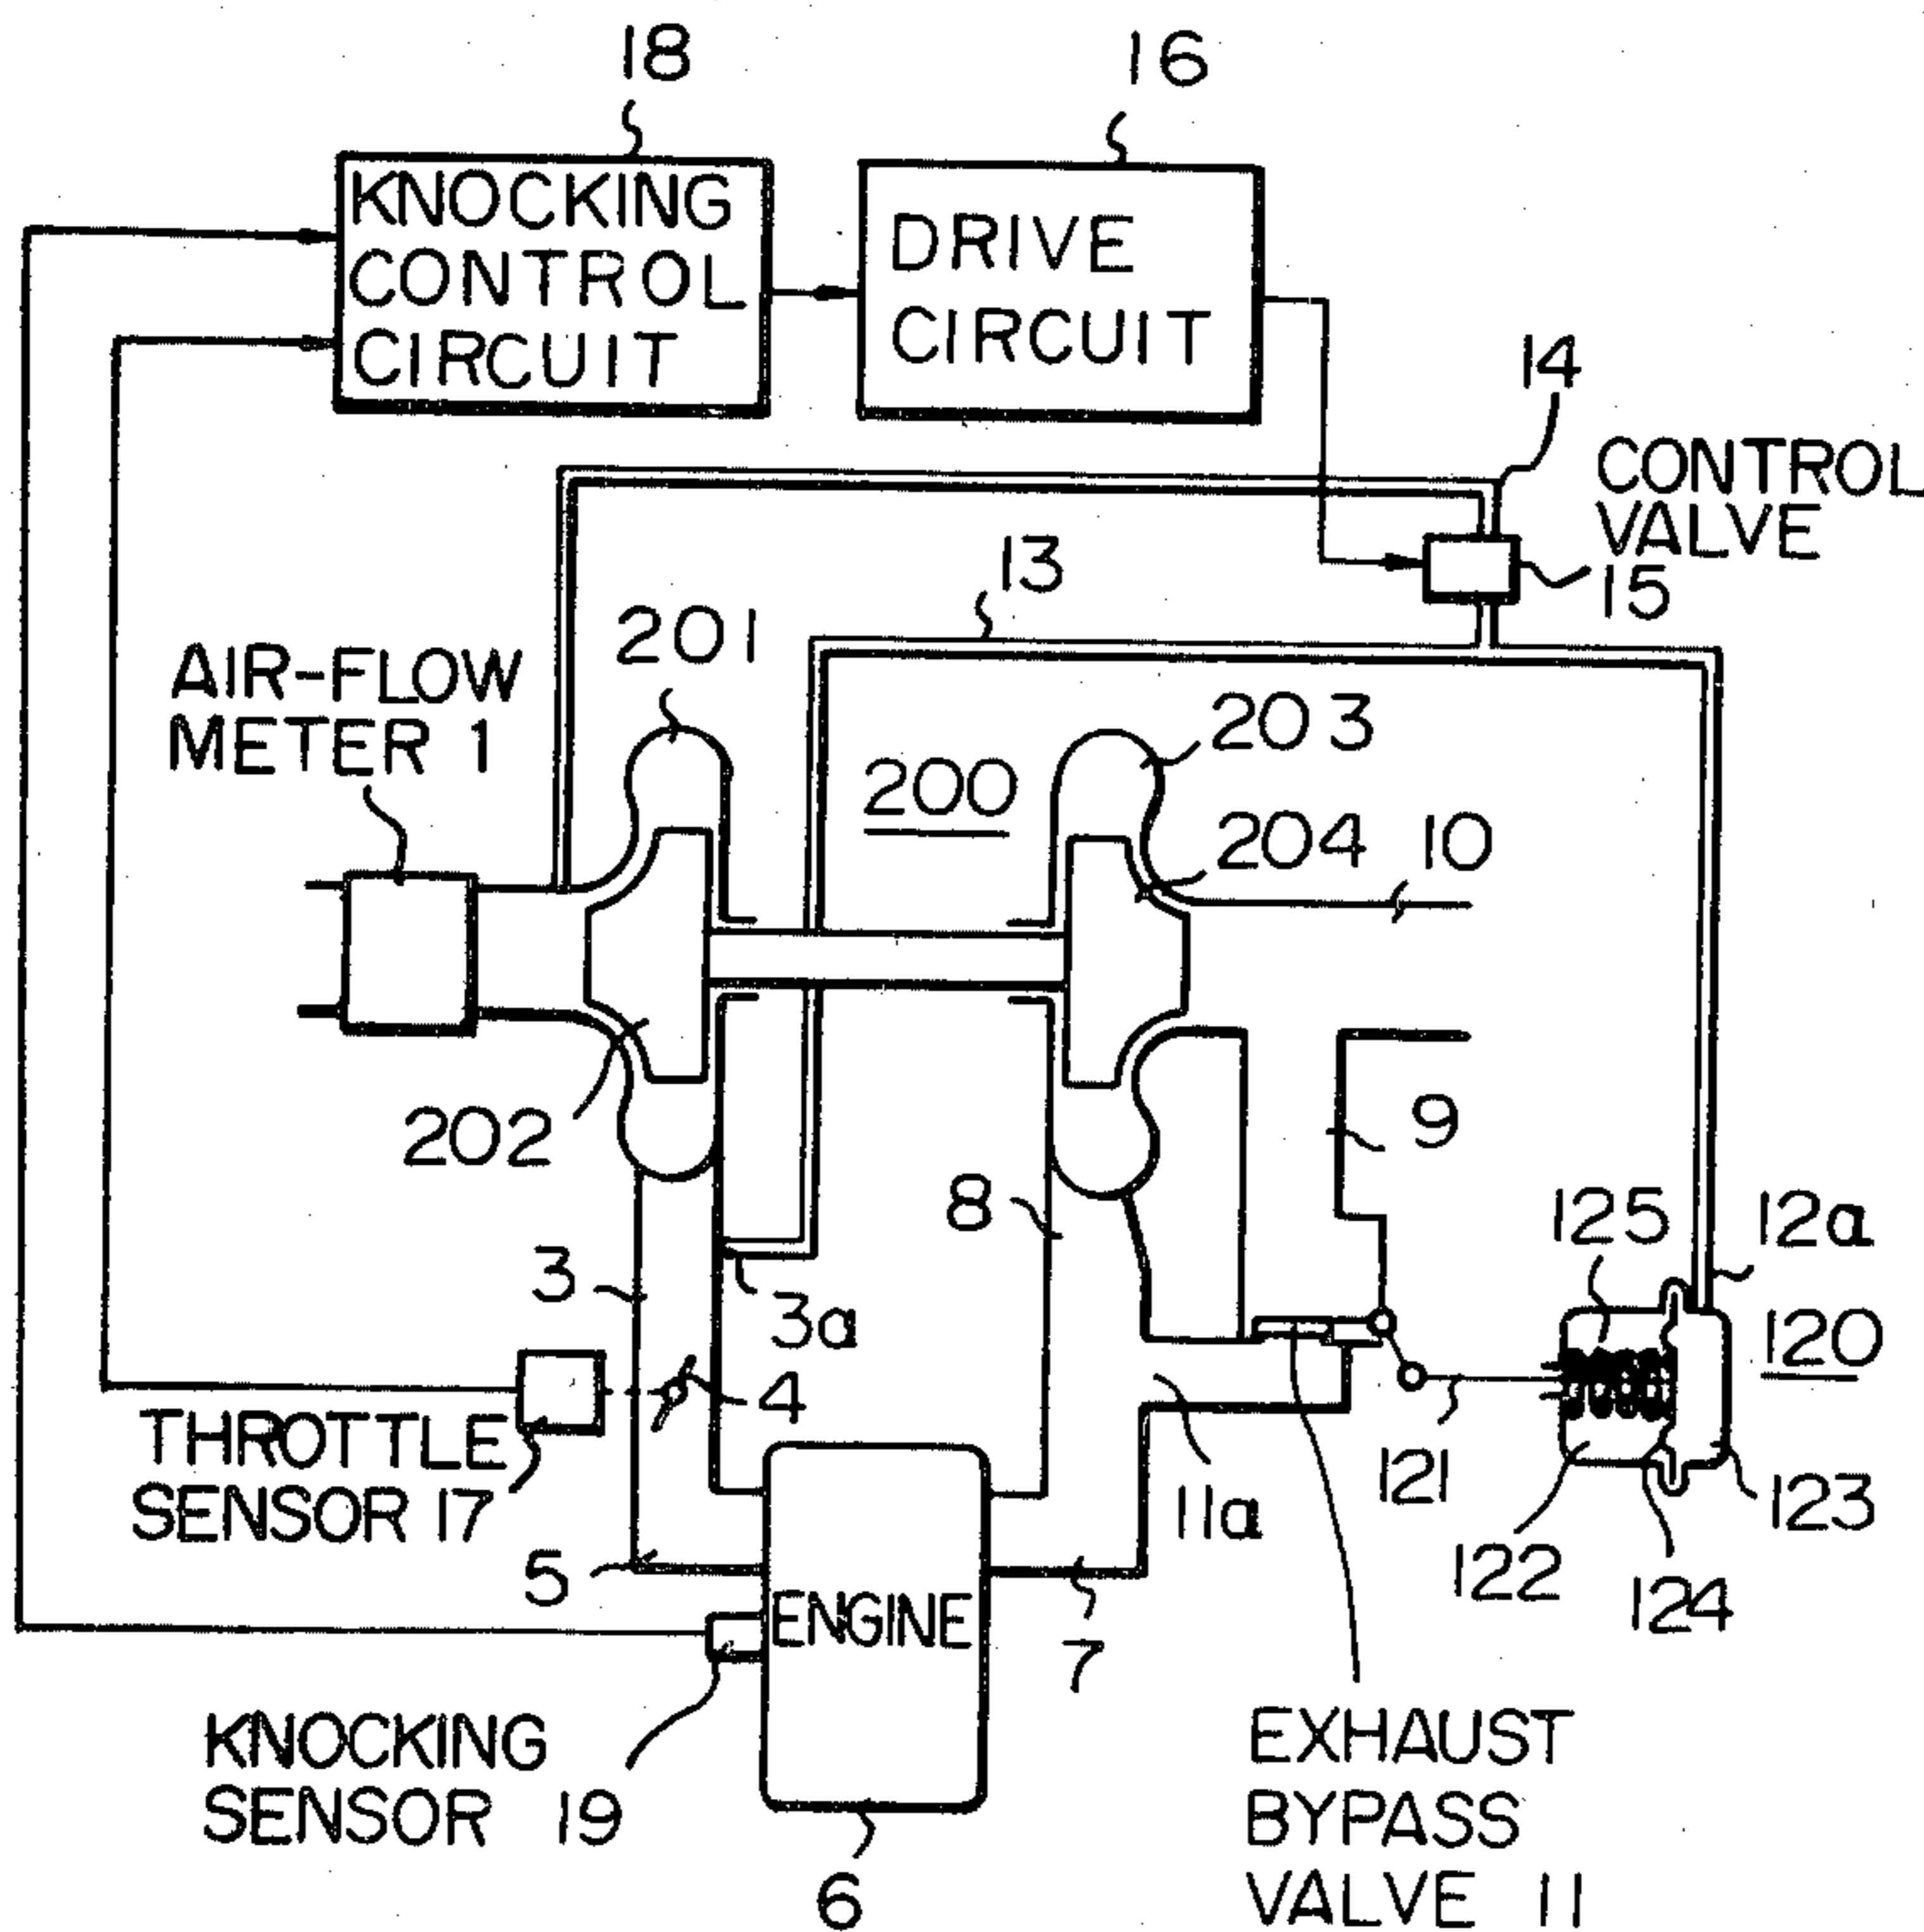 18
16
KNOCKING
CONTROL
CIRCUIT
DRIVE
CIRCUIT
14
CONTROL
VALVE
15
13
201
AIR-FLOW
METER 1
203
200
204
10
202
9
8
125
12a
3
3a
120
4
THROTTLE
SENSOR 17
121
11a
123
122
124
5
ENGINE
7
KNOCKING
SENSOR 19
EXHAUST
BYPASS
VALVE 11
6